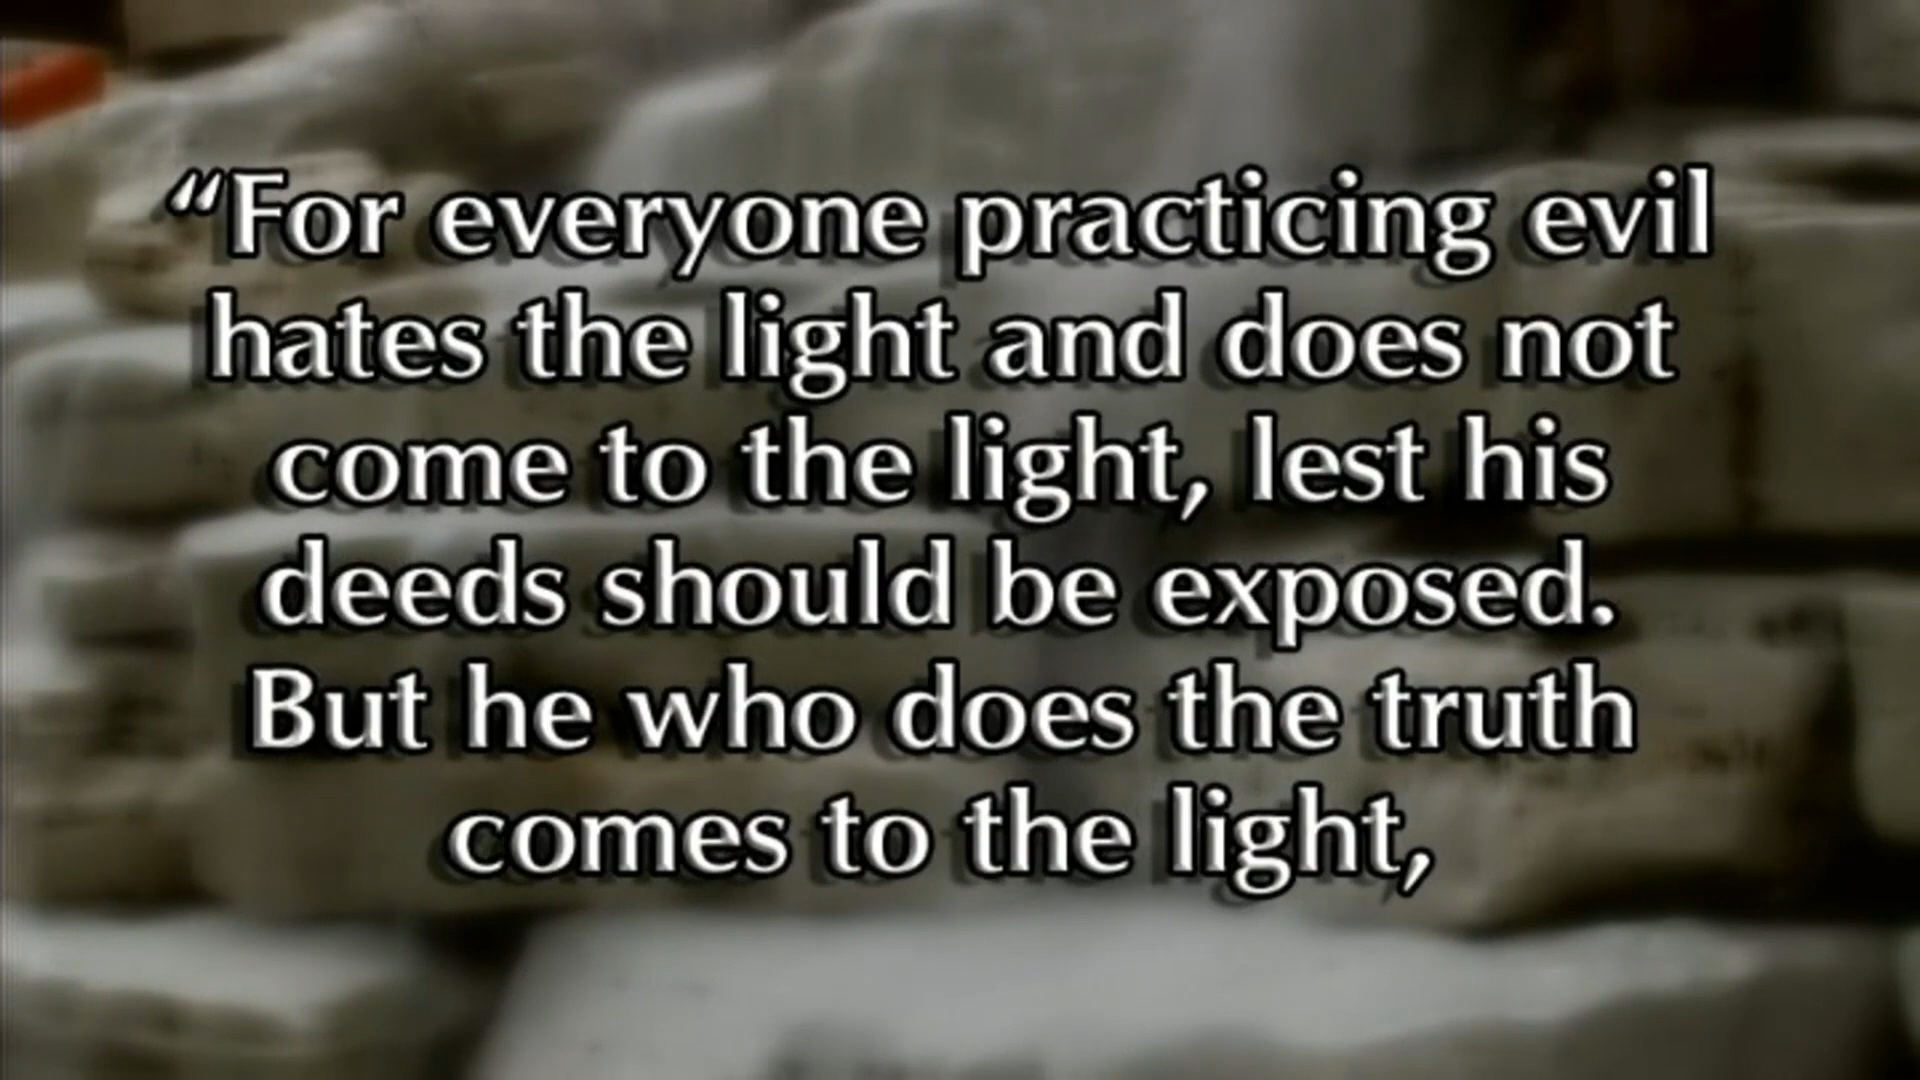 “For everyone practicing evil
hates the light and does not
come to the light, lest his
deeds should be exposed.
But he who does the truth
comes to the light,